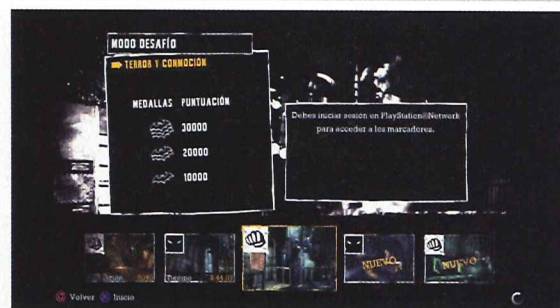 MODO DESAFÍO
TERROR Y CONMOCIÓN
MEDALLAS PUNTUACIÓN
30000
20000
10000
Debes iniciar sesión en PlayStation®Network
para acceder a los marcadores.
Tiempo
NUEVO
NUEVO
Volver Inicio